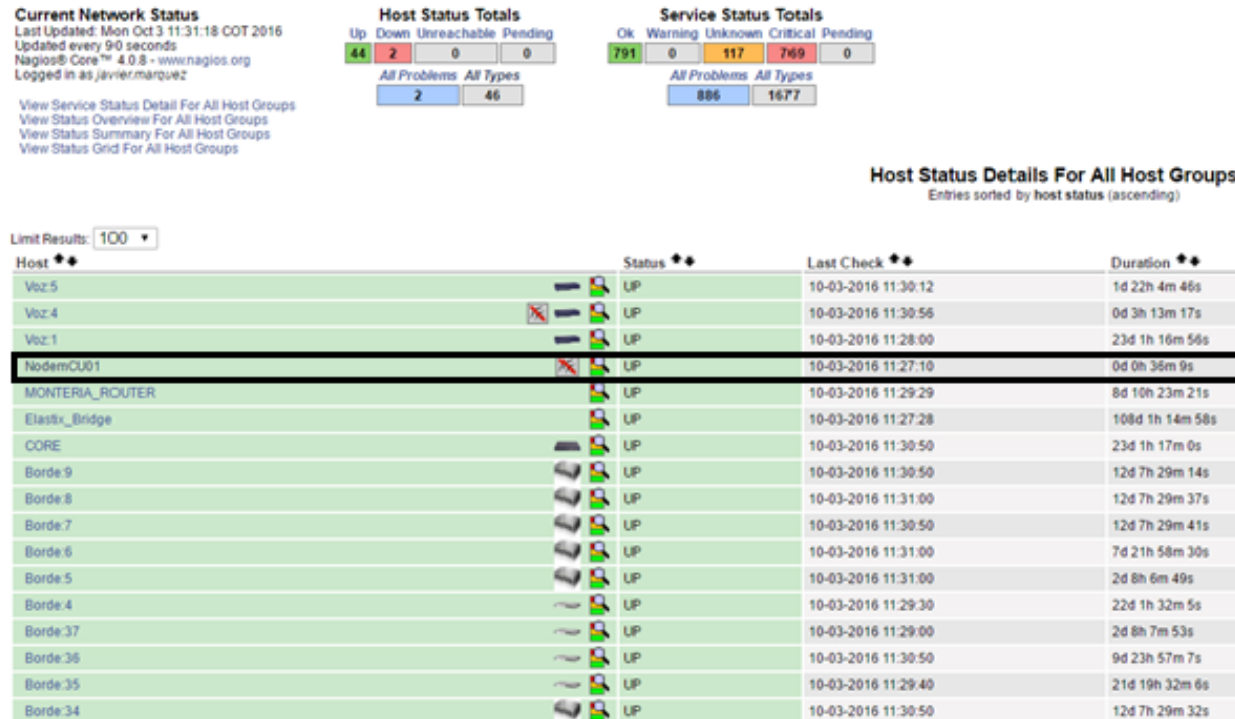 Current Network Status
Last Updated: Mon Oct 3 11:31:18 COT 2016
Updated every 90 seconds
Nagios® Core™ 4.0.8 - www.nagios.org
Logged in as javier.marquez
View Service Status Detail For All Host Groups
View Status Overview For All Host Groups
View Status Summary For All Host Groups
View Status Grid For All Host Groups
Host Status Totals
Up Down Unreachable Pending
44 2 0 0
All Problems All Types
2 46
Service Status Totals
Ok Warning Unknown Critical Pending
791 0 117 769 0
All Problems All Types
886 1677
Host Status Details For All Host Groups
Entries sorted by host status (ascending)
Limit Results: 100
Host Status Last Check Duration
Voz:5 UP 10-03-2016 11:30:12 1d 22h 4m 46s
Voz:4 UP 10-03-2016 11:30:56 0d 3h 13m 17s
Voz:1 UP 10-03-2016 11:28:00 23d 1h 16m 56s
NodemCU01 UP 10-03-2016 11:27:10 0d 0h 36m 9s
MONTERIA_ROUTER UP 10-03-2016 11:29:29 8d 10h 23m 21s
Elastix_Bridge UP 10-03-2016 11:27:28 108d 1h 14m 58s
CORE UP 10-03-2016 11:30:50 23d 1h 17m 0s
Borde:9 UP 10-03-2016 11:30:50 12d 7h 29m 14s
Borde:8 UP 10-03-2016 11:31:00 12d 7h 29m 37s
Borde:7 UP 10-03-2016 11:30:50 12d 7h 29m 41s
Borde:6 UP 10-03-2016 11:31:00 7d 21h 58m 30s
Borde:5 UP 10-03-2016 11:31:00 2d 8h 6m 49s
Borde:4 UP 10-03-2016 11:29:30 22d 1h 32m 5s
Borde:37 UP 10-03-2016 11:29:00 2d 8h 7m 53s
Borde:36 UP 10-03-2016 11:30:50 9d 23h 57m 7s
Borde:35 UP 10-03-2016 11:29:40 21d 19h 32m 6s
Borde:34 UP 10-03-2016 11:30:50 12d 7h 29m 32s